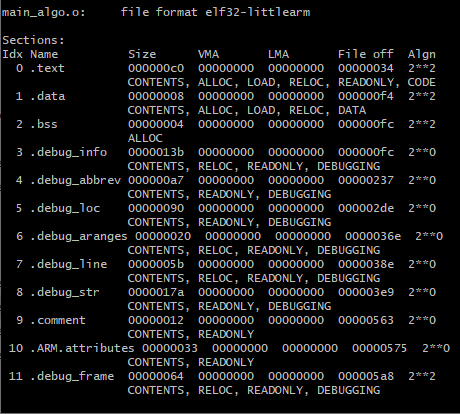 main_algo.o:     file format elf32-littlearm
Sections:
Idx Name          Size      VMA       LMA       File off  Algn
  0 .text         000000c0  00000000  00000000  00000034  2**2
                  CONTENTS, ALLOC, LOAD, RELOC, READONLY, CODE
  1 .data         00000008  00000000  00000000  000000f4  2**2
                  CONTENTS, ALLOC, LOAD, RELOC, DATA
  2 .bss          00000004  00000000  00000000  000000fc  2**2
                  ALLOC
  3 .debug_info   0000013b  00000000  00000000  000000fc  2**0
                  CONTENTS, RELOC, READONLY, DEBUGGING
  4 .debug_abbrev 000000a7  00000000  00000000  00000237  2**0
                  CONTENTS, READONLY, DEBUGGING
  5 .debug_loc    00000090  00000000  00000000  000002de  2**0
                  CONTENTS, READONLY, DEBUGGING
  6 .debug_aranges 00000020  00000000  00000000  0000036e  2**0
                  CONTENTS, RELOC, READONLY, DEBUGGING
  7 .debug_line   0000005b  00000000  00000000  0000038e  2**0
                  CONTENTS, RELOC, READONLY, DEBUGGING
  8 .debug_str    0000017a  00000000  00000000  000003e9  2**0
                  CONTENTS, READONLY, DEBUGGING
  9 .comment      00000012  00000000  00000000  00000563  2**0
                  CONTENTS, READONLY
 10 .ARM.attributes 00000033  00000000  00000000  00000575  2**0
                  CONTENTS, READONLY
 11 .debug_frame  00000064  00000000  00000000  000005a8  2**2
                  CONTENTS, RELOC, READONLY, DEBUGGING